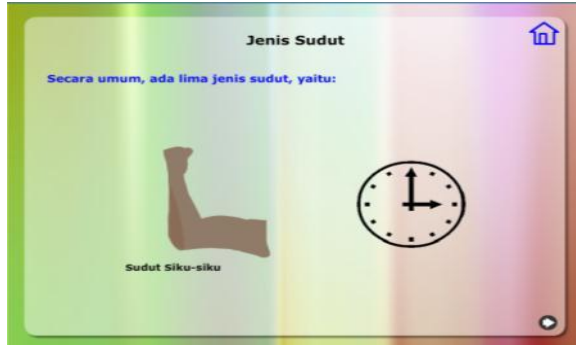 Jenis Sudut
Secara umum, ada lima jenis sudut, yaitu:
Sudut Siku-siku